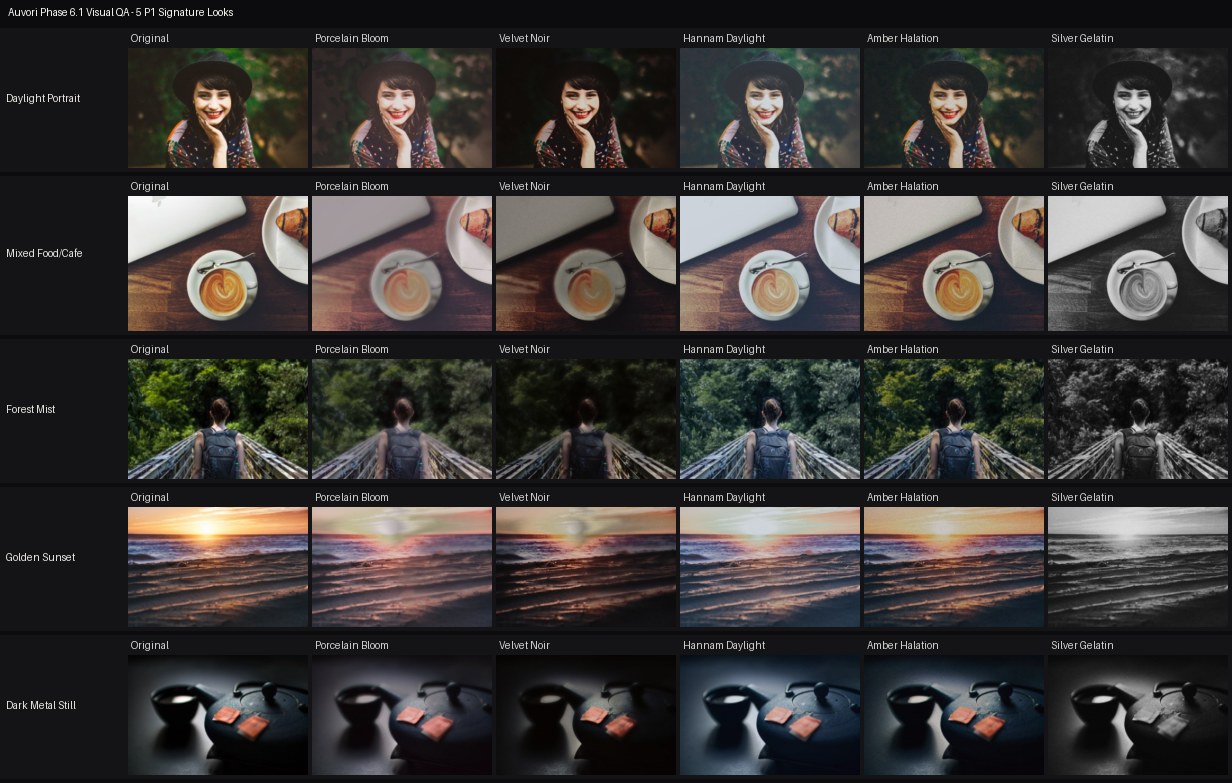 Auvori Phase 6.1 Visual QA - 5 P1 Signature Looks
Original Porcelain Bloom Velvet Noir Hannam Daylight Amber Halation Silver Gelatin
Daylight Portrait
Original Porcelain Bloom Velvet Noir Hannam Daylight Amber Halation Silver Gelatin
Mixed Food/Cafe
Original Porcelain Bloom Velvet Noir Hannam Daylight Amber Halation Silver Gelatin
Forest Mist
Original Porcelain Bloom Velvet Noir Hannam Daylight Amber Halation Silver Gelatin
Golden Sunset
Original Porcelain Bloom Velvet Noir Hannam Daylight Amber Halation Silver Gelatin
Dark Metal Still